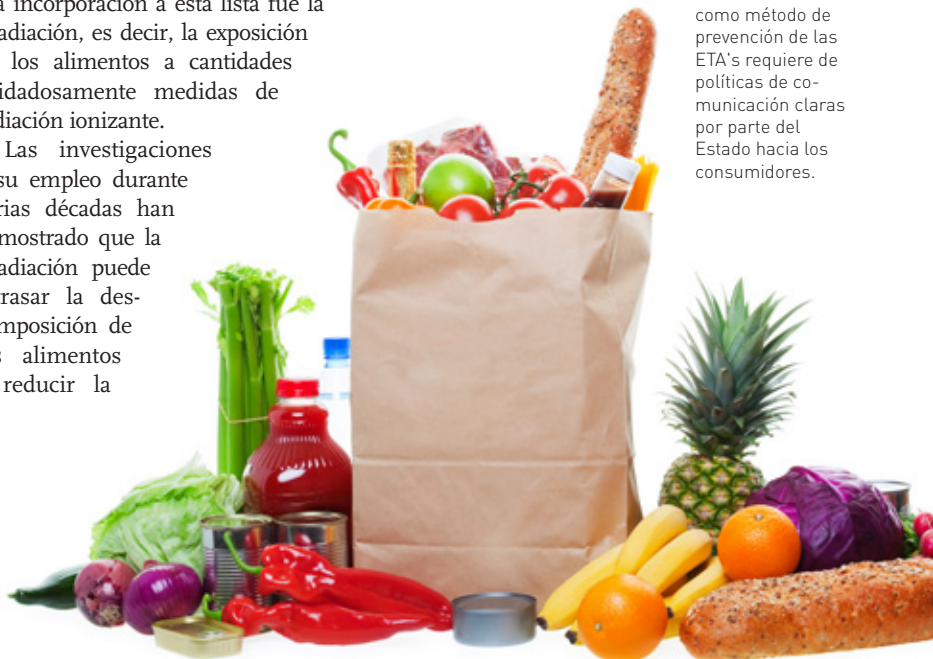 a incorporación a esta lista fue la
adiación, es decir, la exposición
los alimentos a cantidades
idadosamente medidas de
diación ionizante.
Las investigaciones
su empleo durante
rias décadas han
mostrado que la
adiación puede
rasar la des-
mposición de
s alimentos
reducir la
como método de
prevención de las
ETA's requiere de
políticas de co-
municación claras
por parte del
Estado hacia los
consumidores.